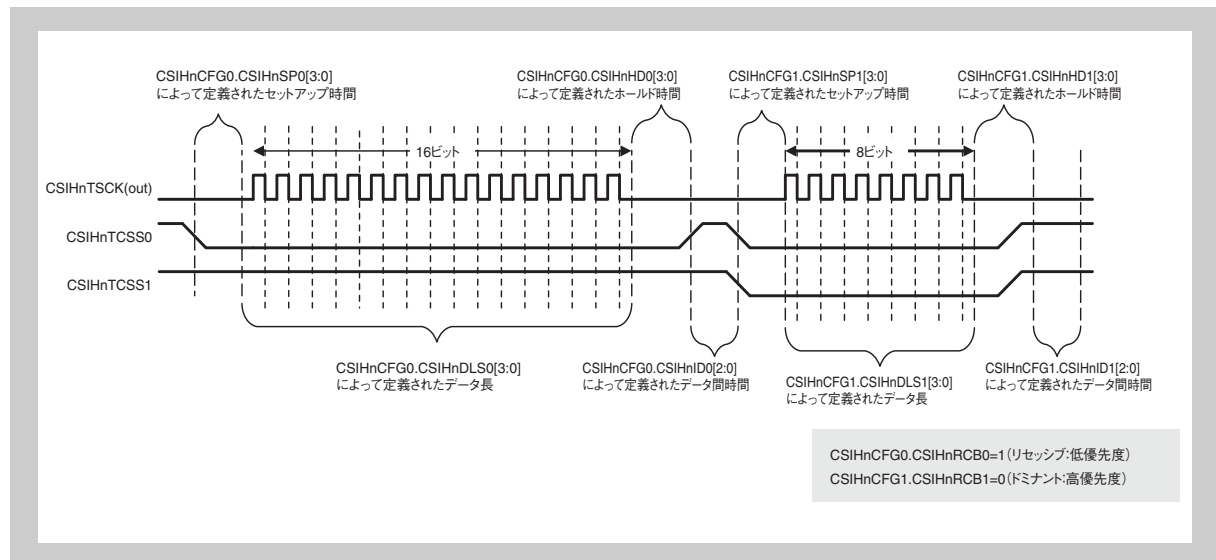 CSIHnCFG0.CSIHnSP0[3:0]
によって定義されたセットアップ時間
CSIHnCFG0.CSIHnHD0[3:0]
によって定義されたホールド時間
CSIHnCFG1.CSIHnSP1[3:0]
によって定義されたセットアップ時間
CSIHnCFG1.CSIHnHD1[3:0]
によって定義されたホールド時間
16ビット
8ビット
CSIHnTSCK(out)
CSIHnTCSS0
CSIHnTCSS1
CSIHnCFG0.CSIHnDLS0[3:0]
によって定義されたデータ長
CSIHnCFG0.CSIHnID0[2:0]
によって定義されたデータ間時間
CSIHnCFG1.CSIHnDLS1[3:0]
によって定義されたデータ長
CSIHnCFG1.CSIHnID1[2:0]
によって定義されたデータ間時間
CSIHnCFG0.CSIHnRCB0=1(リセッシブ:低優先度)
CSIHnCFG1.CSIHnRCB1=0(ドミナント:高優先度)